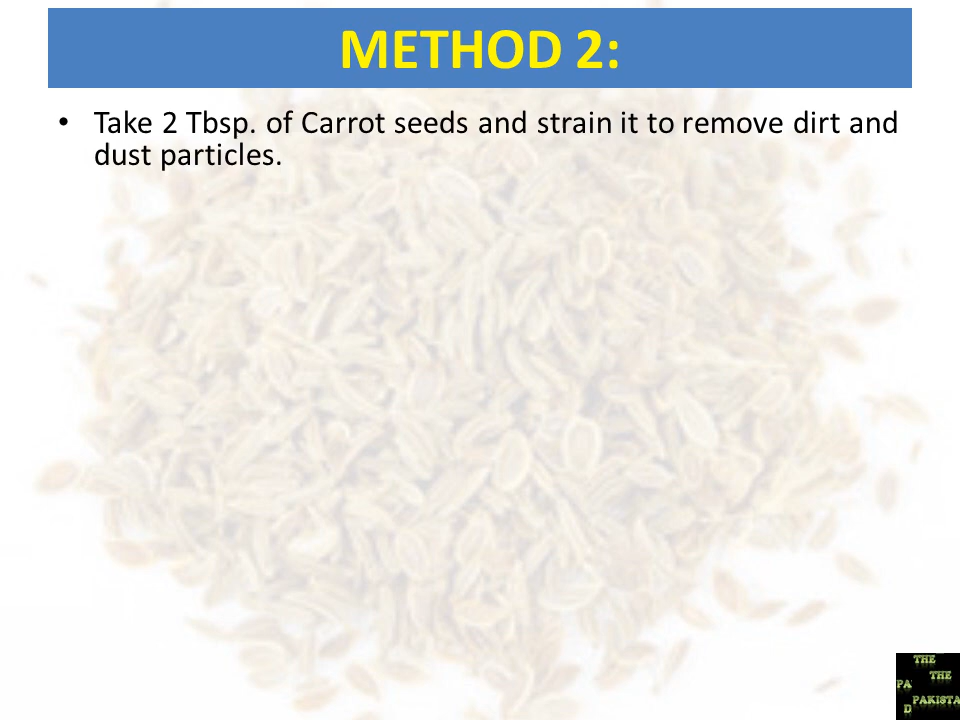 METHOD 2:
• Take 2 Tbsp. of Carrot seeds and strain it to remove dirt and
dust particles.
THE
THE
PA
PAKISTA
D